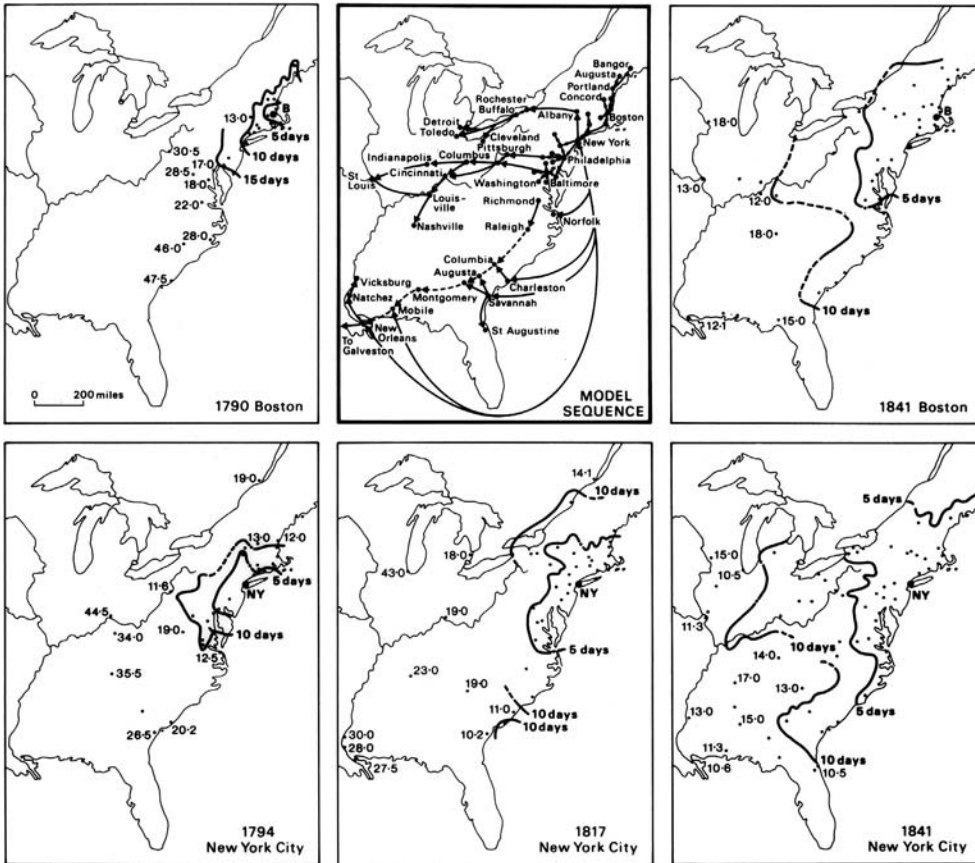 B
13·0
5 days
10 days
30·5
17·0
28·5
15 days
18·0
22·0
28·0
46·0
47·5
0 200 miles
1790 Boston
Bangor
Augusta
Portland
Concord
Rochester
Buffalo
Albany
Boston
Detroit
Toledo
New York
Cleveland
Pittsburgh
Indianapolis
Columbus
Philadelphia
St
Louis
Cincinnati
Washington
Baltimore
Louis-
ville
Richmond
Norfolk
Nashville
Raleigh
Columbia
Augusta
Vicksburg
Charleston
Natchez
Montgomery
Savannah
Mobile
New
Orleans
St Augustine
To
Galveston
MODEL
SEQUENCE
18·0
B
13·0
12·0
5 days
18·0
10 days
12·1
15·0
1841 Boston
19·0
13·0
12·0
11·6
5 days
NY
44·5
34·0
19·0
10 days
12·5
35·5
20·2
26·5
1794
New York City
14·1
10 days
18·0
43·0
NY
19·0
5 days
23·0
19·0
10 days
11·0
10 days
10·2
30·0
28·0
27·5
1817
New York City
5 days
15·0
10·5
NY
11·3
10 days
14·0
17·0
13·0
5 days
13·0
15·0
11·3
10 days
10·6
10·5
1841
New York City